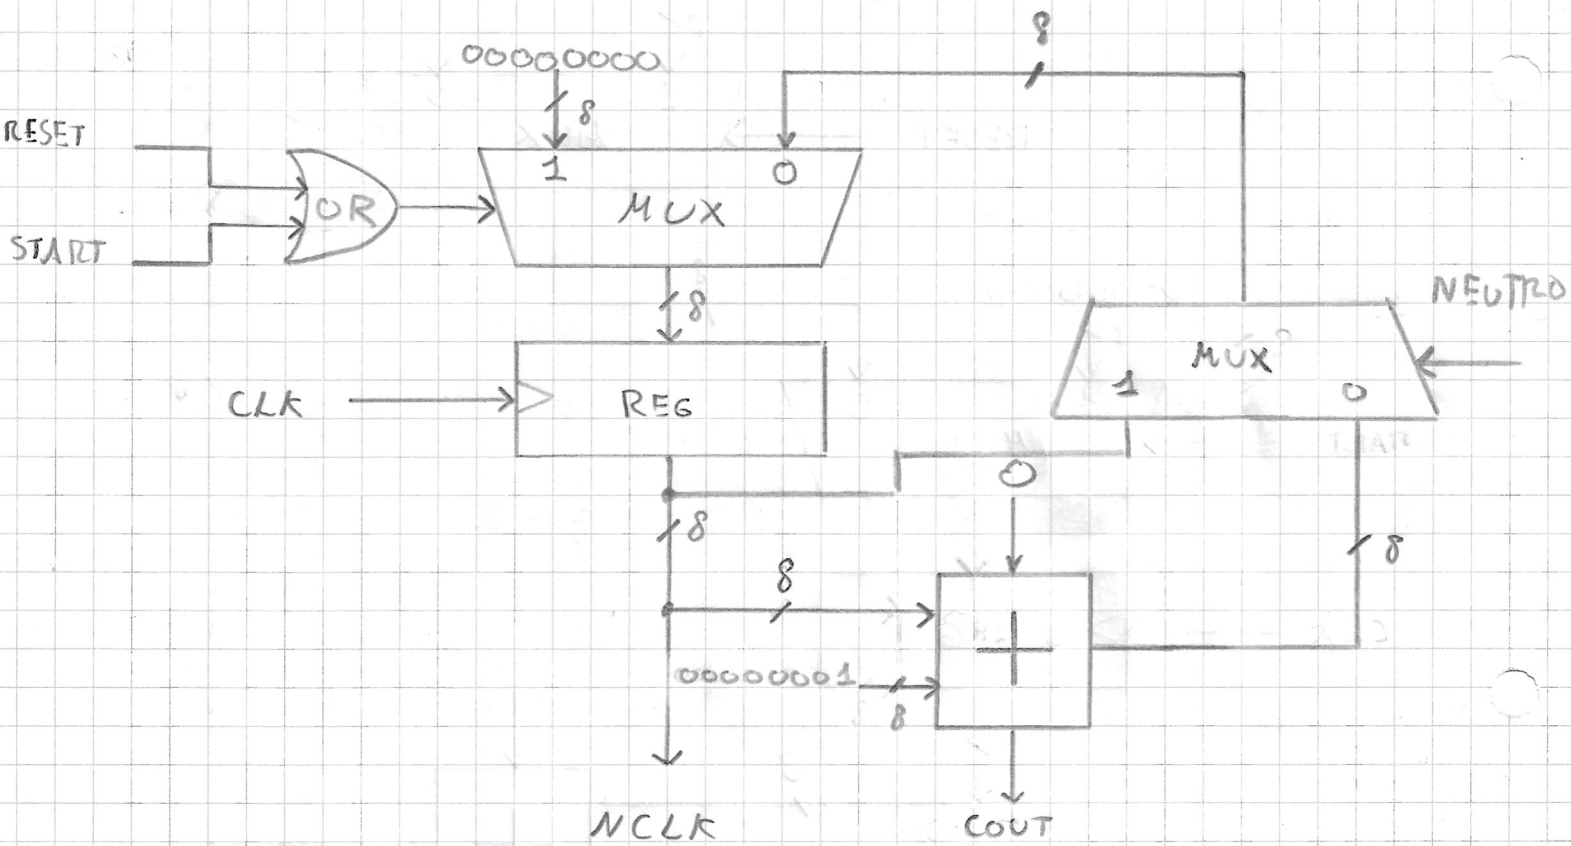 8
00000000
8
RESET
1
0
OR
MUX
START
8
NEUTRO
MUX
1
0
CLK
REG
0
8
8
8
+
00000001
8
NCLK
COUT